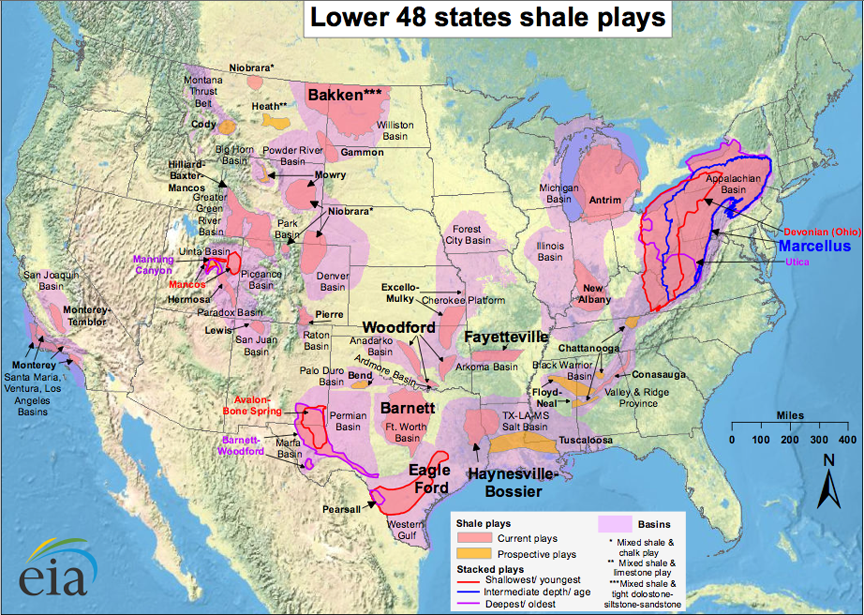 Lower 48 states shale plays
Niobrara*
Montana
Thrust
Belt
Bakken***
Heath**
Cody
Williston
Basin
Big Horn
Basin
Powder River
Basin
Gammon
Hilliard-
Baxter-
Mancos
Mowry
Greater
Green
River
Basin
Niobrara*
Park
Basin
Michigan
Basin
Antrim
Appalachian
Basin
Forest
City Basin
Illinois
Basin
Devonian (Ohio)
Marcellus
Utica
Uinta Basin
Manning
Canyon
Mancos
Piceance
Basin
Denver
Basin
San Joaquin
Basin
Hermosa
Excello-
Mulky
Cherokee Platform
New
Albany
Monterey-
Temblor
Paradox Basin
Pierre
Lewis
San Juan
Basin
Raton
Basin
Woodford
Anadarko
Basin
Fayetteville
Chattanooga
Monterey
Santa Maria,
Ventura, Los
Angeles
Basins
Palo Duro
Basin
Bend
Ardmore Basin
Arkoma Basin
Black Warrior
Basin
Conasauga
Floyd-
Neal
Valley & Ridge
Province
Avalon-
Bone Spring
Permian
Basin
Barnett
Ft. Worth
Basin
TX-LA-MS
Salt Basin
Tuscaloosa
Barnett-
Woodford
Marfa
Basin
Eagle
Ford
Haynesville-
Bossier
Pearsall
Western
Gulf
Miles
0 100 200 300 400
N
Shale plays
Current plays
Prospective plays
Stacked plays
Shallowest/ youngest
Intermediate depth/ age
Deepest/ oldest
Basins
* Mixed shale &
chalk play
** Mixed shale &
limestone play
***Mixed shale &
tight dolostone-
siltstone-sandstone
eia